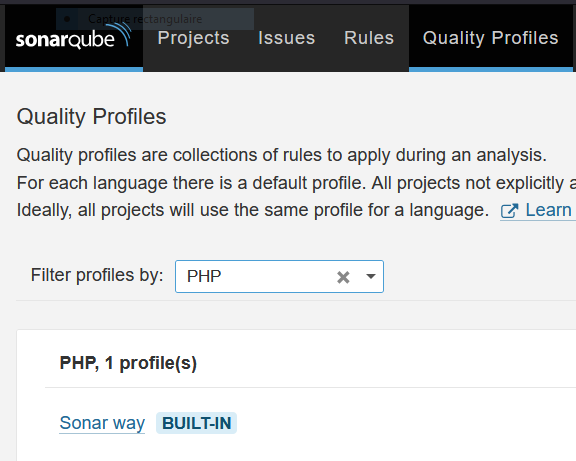 Capture rectangulaire
sonarqube Projects Issues Rules Quality Profiles
Quality Profiles
Quality profiles are collections of rules to apply during an analysis.
For each language there is a default profile. All projects not explicitly a
Ideally, all projects will use the same profile for a language. Learn
Filter profiles by: PHP
PHP, 1 profile(s)
Sonar way BUILT-IN